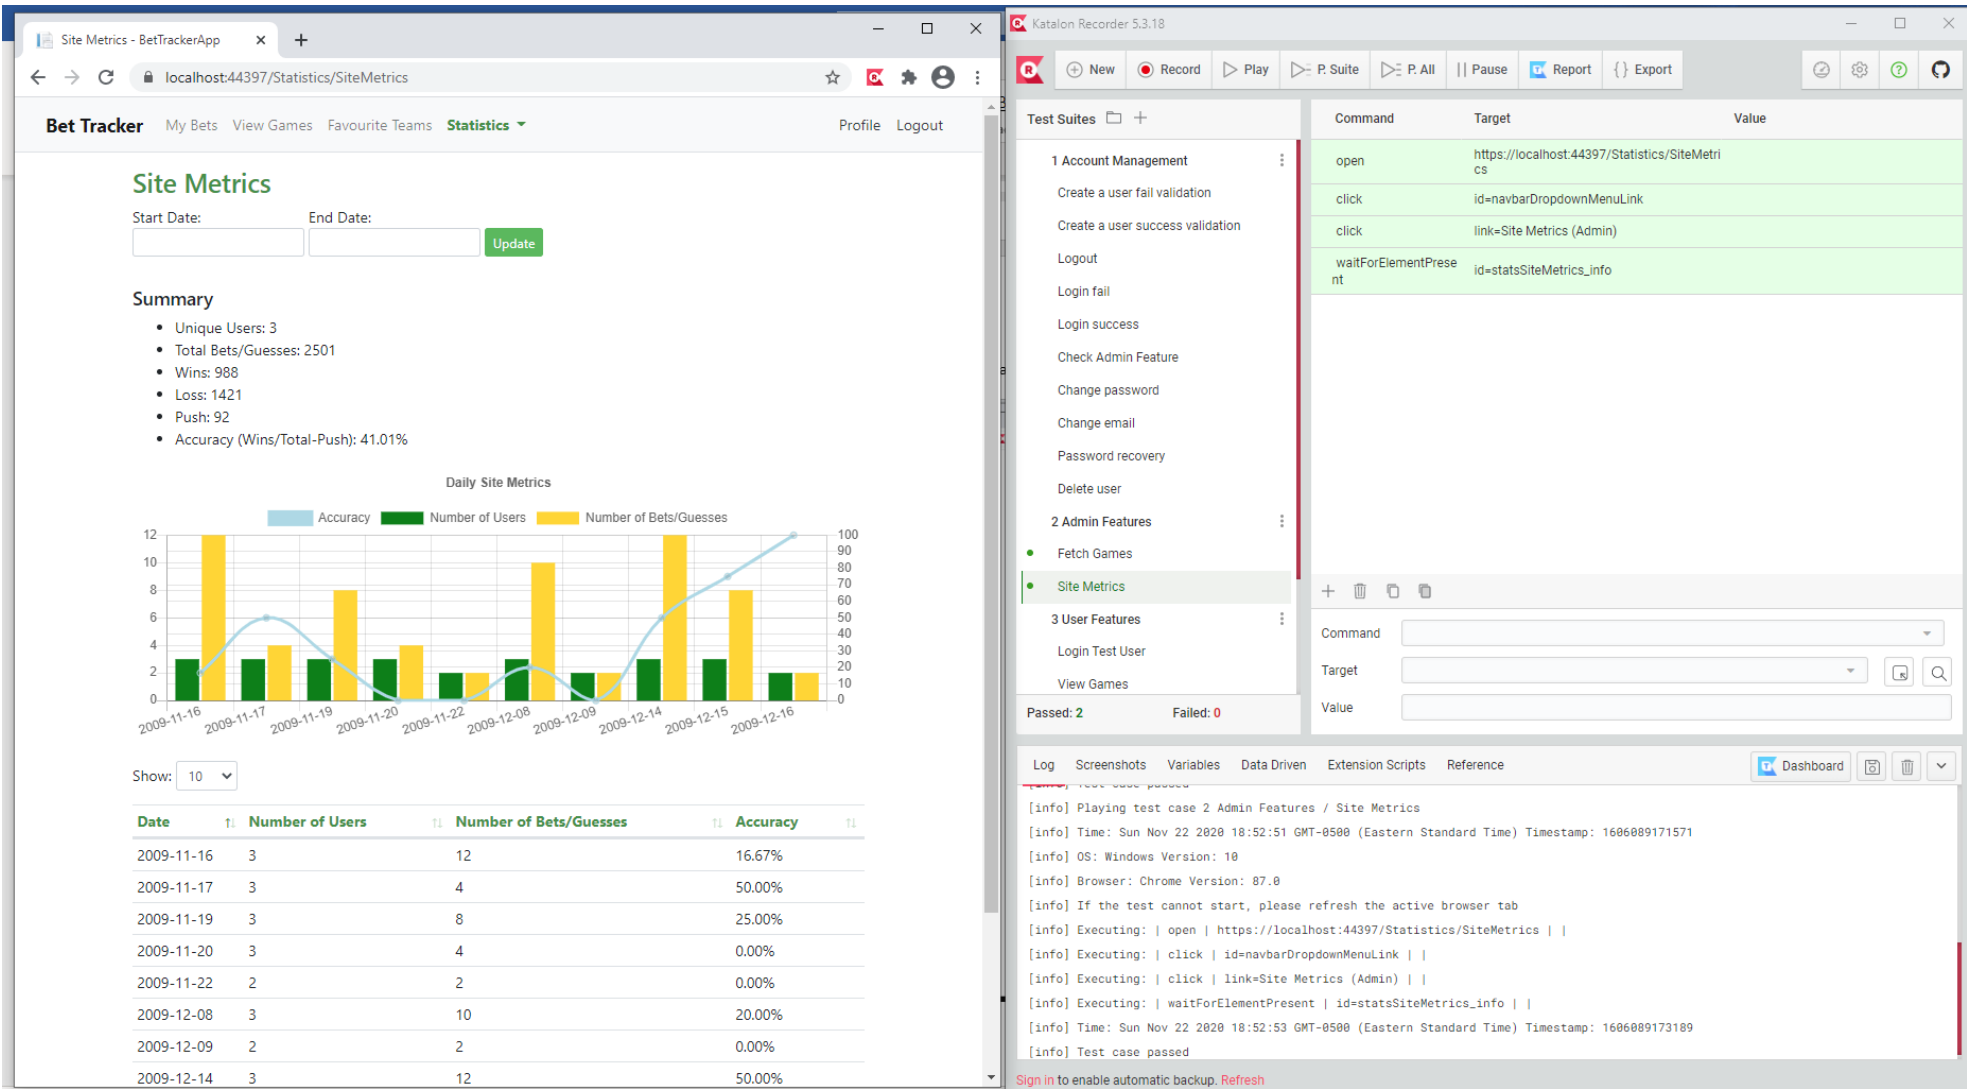 Site Metrics - BetTrackerApp
localhost:44397/Statistics/SiteMetrics
Bet Tracker My Bets View Games Favourite Teams Statistics Profile Logout
Site Metrics
Start Date: End Date:
Update
Summary
Unique Users: 3
Total Bets/Guesses: 2501
Wins: 988
Loss: 1421
Push: 92
Accuracy (Wins/Total-Push): 41.01%
Daily Site Metrics
Accuracy Number of Users Number of Bets/Guesses
12
10
8
6
4
2
0
100
90
80
70
60
50
40
30
20
10
0
2009-11-16 2009-11-17 2009-11-19 2009-11-20 2009-11-22 2009-12-08 2009-12-09 2009-12-14 2009-12-15 2009-12-16
Show: 10
Date Number of Users Number of Bets/Guesses Accuracy
2009-11-16 3 12 16.67%
2009-11-17 3 4 50.00%
2009-11-19 3 8 25.00%
2009-11-20 3 4 0.00%
2009-11-22 2 2 0.00%
2009-12-08 3 10 20.00%
2009-12-09 2 2 0.00%
2009-12-14 3 12 50.00%
Katalon Recorder 5.3.18
New Record Play P. Suite P. All Pause Report Export
Test Suites
1 Account Management
Create a user fail validation
Create a user success validation
Logout
Login fail
Login success
Check Admin Feature
Change password
Change email
Password recovery
Delete user
2 Admin Features
Fetch Games
Site Metrics
3 User Features
Login Test User
View Games
Passed: 2 Failed: 0
Command Target Value
open https://localhost:44397/Statistics/SiteMetri
cs
click id=navbarDropdownMenuLink
click link=Site Metrics (Admin)
waitForElementPrese
nt id=statsSiteMetrics_info
Command
Target
Value
Log Screenshots Variables Data Driven Extension Scripts Reference Dashboard
[info] Test case passed
[info] Playing test case 2 Admin Features / Site Metrics
[info] Time: Sun Nov 22 2020 18:52:51 GMT-0500 (Eastern Standard Time) Timestamp: 1606089171571
[info] OS: Windows Version: 10
[info] Browser: Chrome Version: 87.0
[info] If the test cannot start, please refresh the active browser tab
[info] Executing: | open | https://localhost:44397/Statistics/SiteMetrics | |
[info] Executing: | click | id=navbarDropdownMenuLink | |
[info] Executing: | click | link=Site Metrics (Admin) | |
[info] Executing: | waitForElementPresent | id=statsSiteMetrics_info | |
[info] Time: Sun Nov 22 2020 18:52:53 GMT-0500 (Eastern Standard Time) Timestamp: 1606089173189
[info] Test case passed
Sign in to enable automatic backup. Refresh